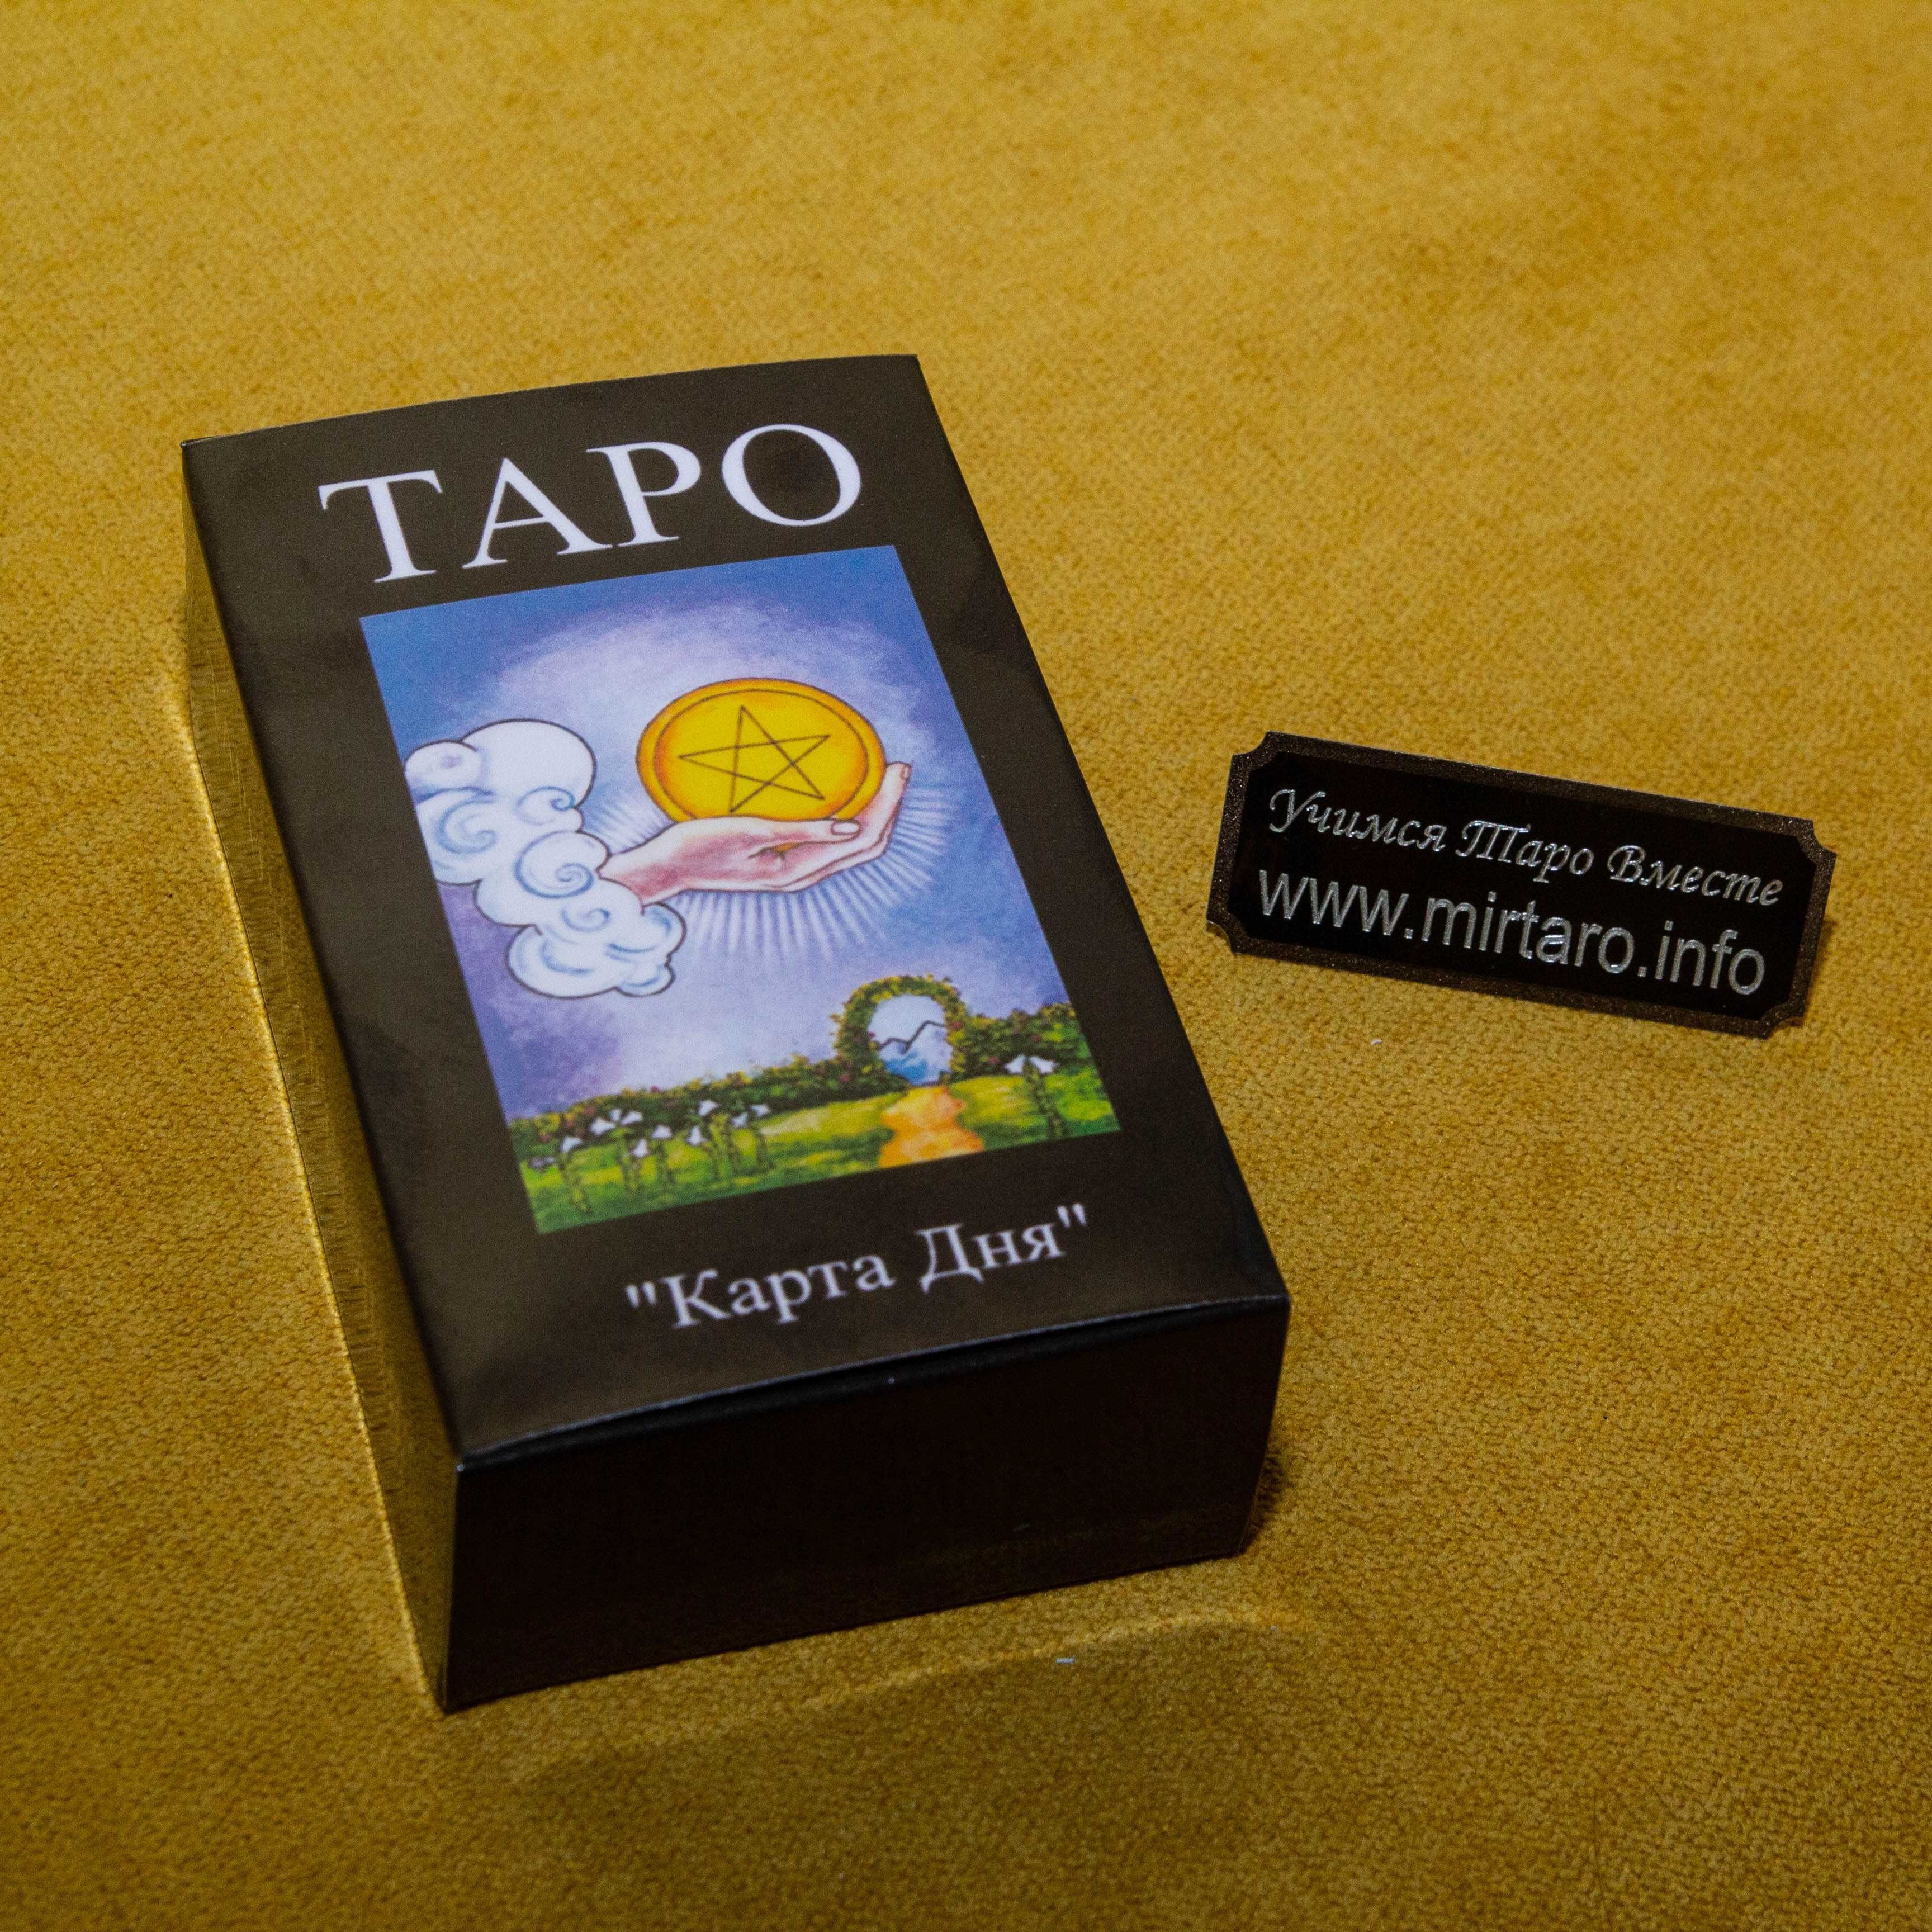 ТАРО
"Карта Дня"
Учимся Таро Вместе
www.mirtaro.info